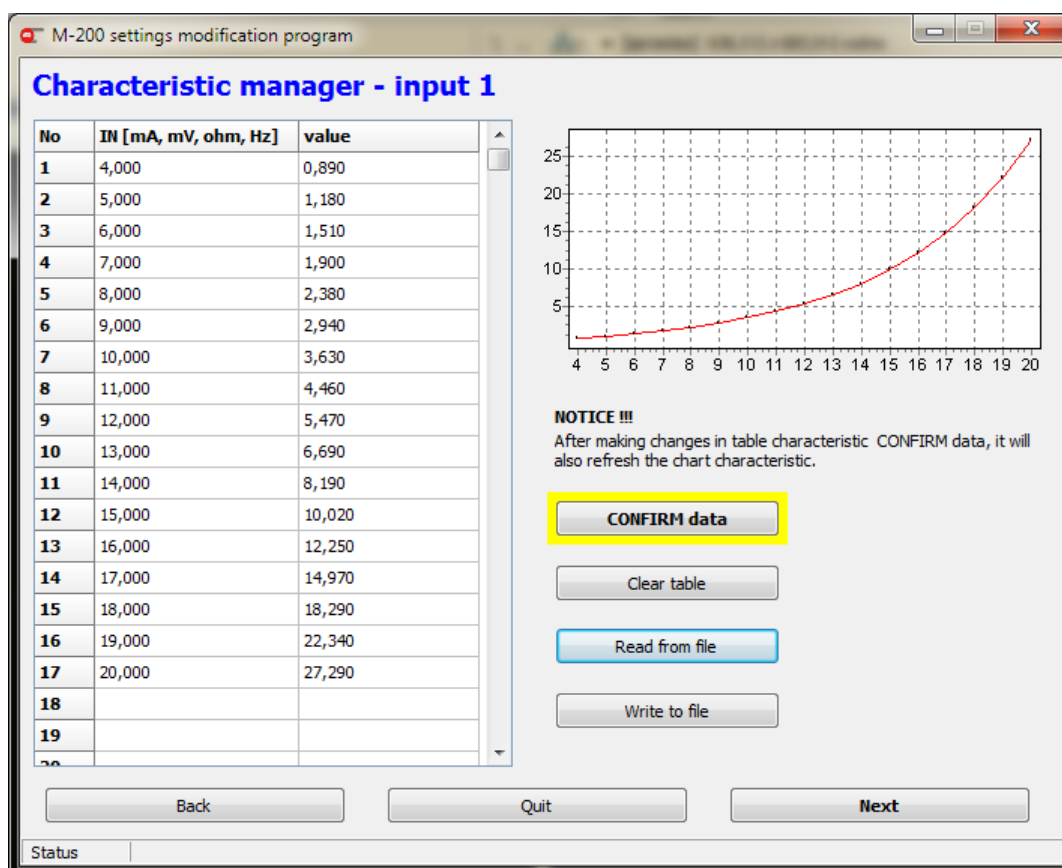 M-200 settings modification program
Characteristic manager - input 1
No IN [mA, mV, ohm, Hz] value
1 4,000 0,890
2 5,000 1,180
3 6,000 1,510
4 7,000 1,900
5 8,000 2,380
6 9,000 2,940
7 10,000 3,630
8 11,000 4,460
9 12,000 5,470
10 13,000 6,690
11 14,000 8,190
12 15,000 10,020
13 16,000 12,250
14 17,000 14,970
15 18,000 18,290
16 19,000 22,340
17 20,000 27,290
18
19
25
20
15
10
5
4 5 6 7 8 9 10 11 12 13 14 15 16 17 18 19 20
NOTICE !!!
After making changes in table characteristic CONFIRM data, it will
also refresh the chart characteristic.
CONFIRM data
Clear table
Read from file
Write to file
Back Quit Next
Status